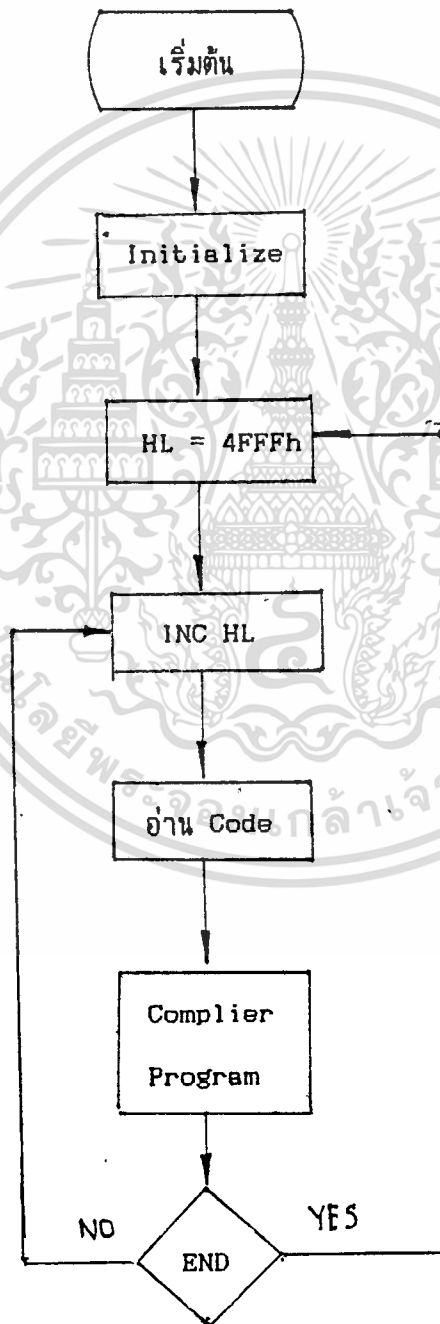 เริ่มต้น
Initialize
HL = 4FFFh
INC HL
อ่าน Code
Complier
Program
NO
YES
END